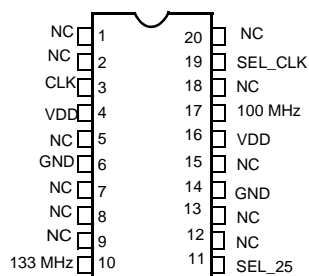 NC 1 20 NC
NC 2 19 SEL_CLK
CLK 3 18 NC
VDD 4 17 100 MHz
NC 5 16 VDD
GND 6 15 NC
NC 7 14 GND
NC 8 13 NC
NC 9 12 NC
133 MHz 10 11 SEL_25